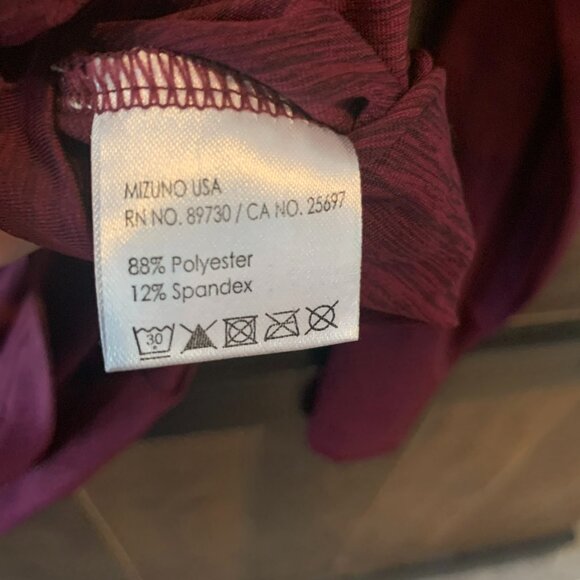 MIZUNO USA
RN NO. 89730 / CA NO. 25697
88% Polyester
12% Spandex
30